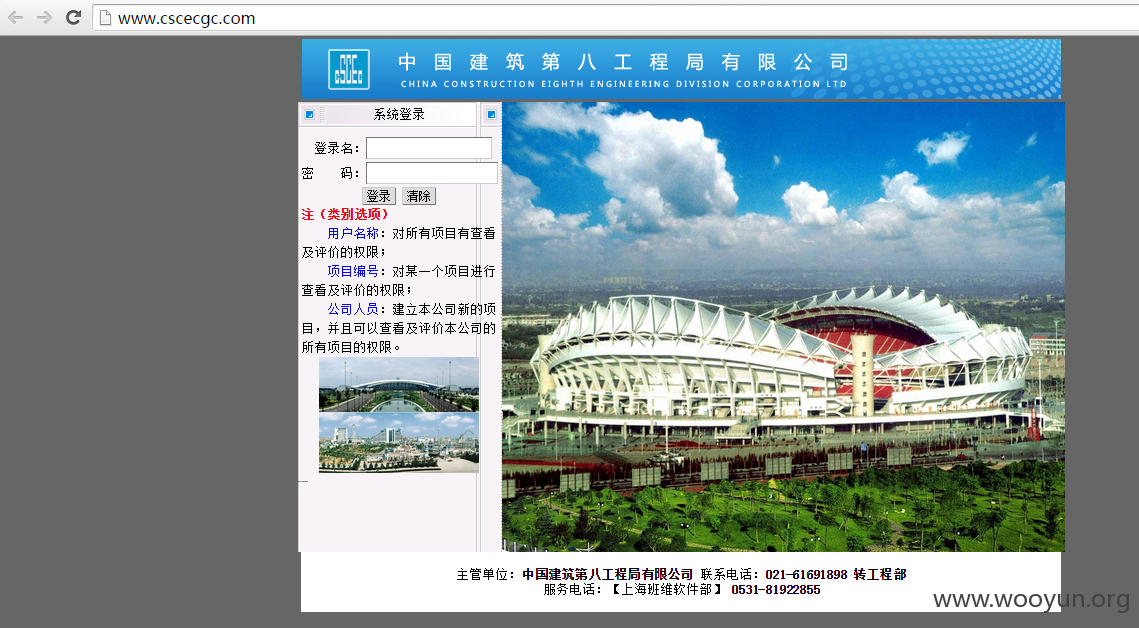 www.cscecgc.com
CSCEC
中国建筑第八工程局有限公司
CHINA CONSTRUCTION EIGHTH ENGINEERING DIVISION CORPORATION LTD
系统登录
登录名：
密　码：
登录 清除
注（类别选项）
用户名称：对所有项目有查看
及评价的权限；
项目编号：对某一个项目进行
查看及评价的权限；
公司人员：建立本公司新的项
目，并且可以查看及评价本公司的
所有项目的权限。
主管单位：中国建筑第八工程局有限公司 联系电话：021-61691898 转工程部
服务电话：【上海班维软件部】 0531-81922855
www.wooyun.org